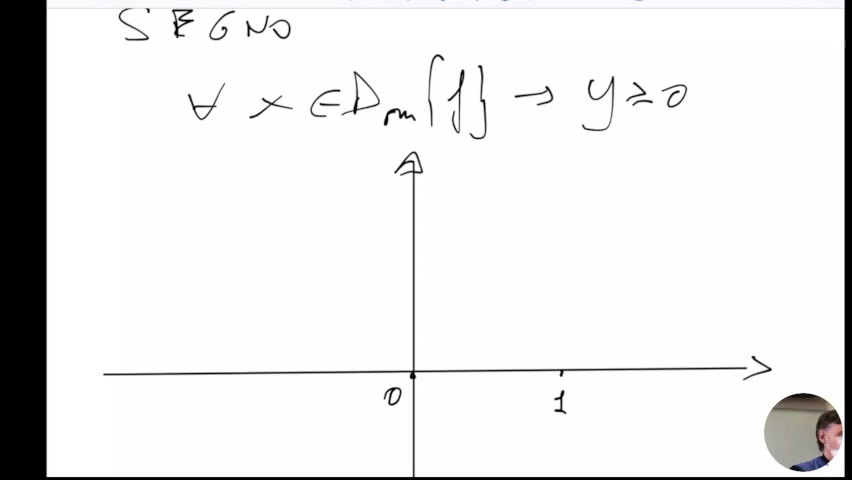 SEGNO
∀ x ∈ Dom{f} → y ≥ 0
0
1